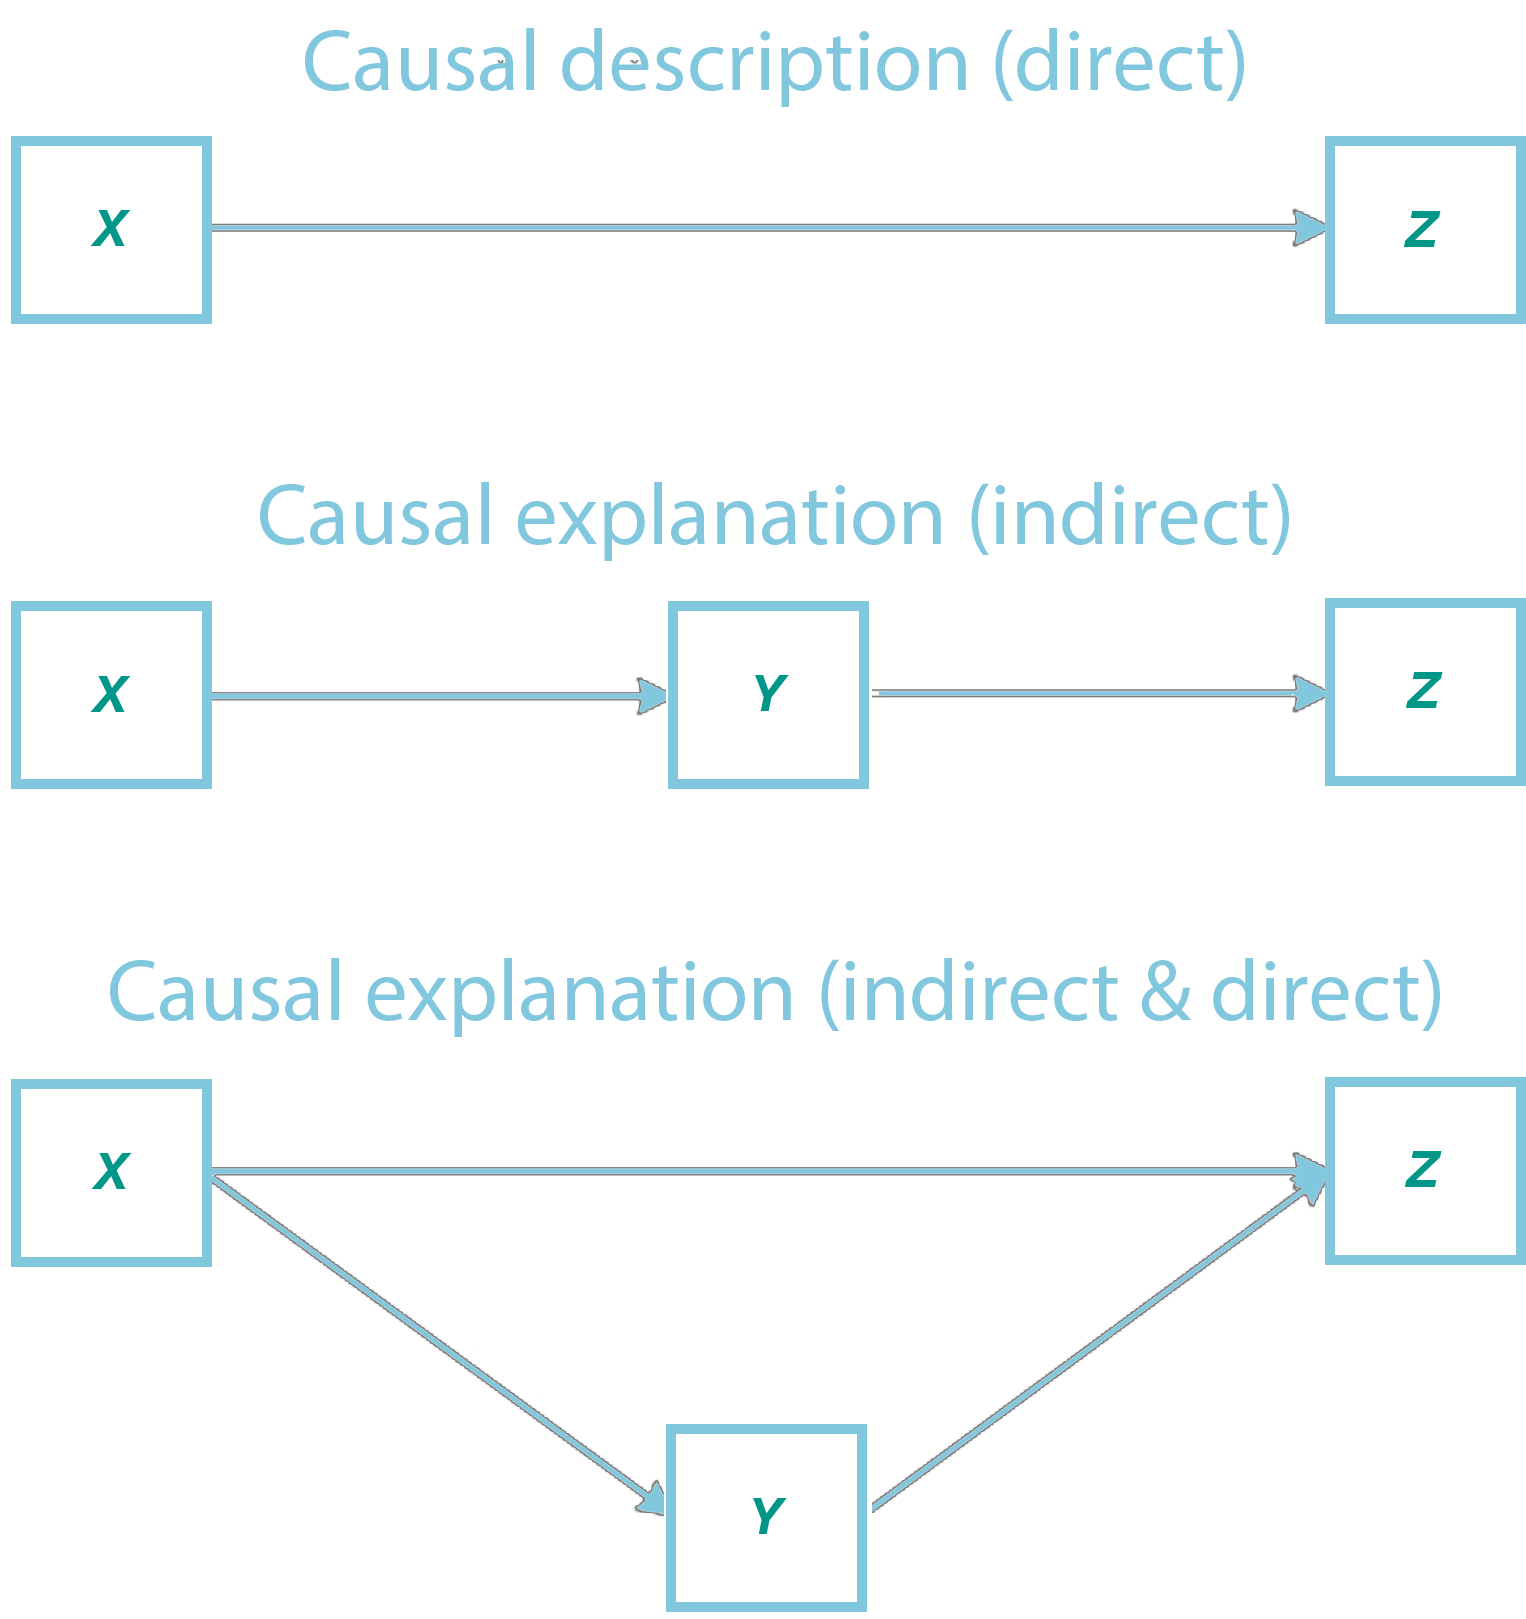 Causal description (direct)
X
Z
Causal explanation (indirect)
X
Y
Z
Causal explanation (indirect & direct)
X
Z
Y